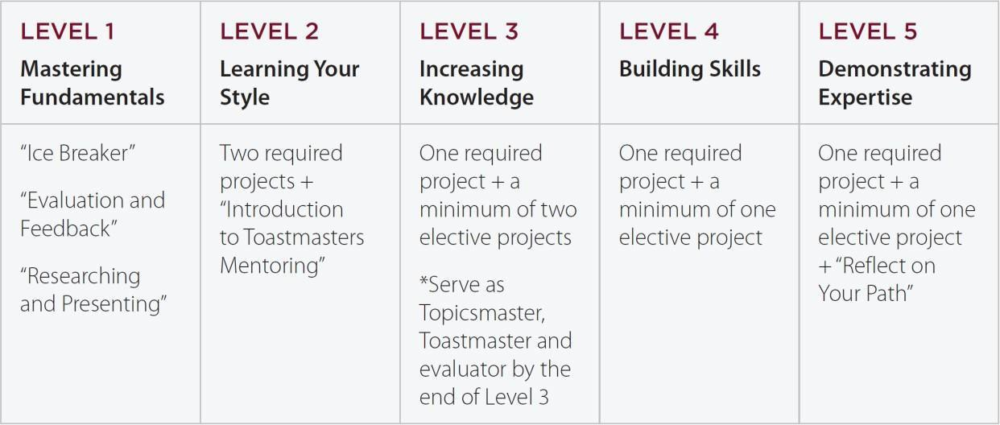 LEVEL 1
Mastering
Fundamentals
“Ice Breaker”
“Evaluation and
Feedback”
“Researching
and Presenting”
LEVEL 2
Learning Your
Style
Two required
projects +
“Introduction
to Toastmasters
Mentoring”
LEVEL 3
Increasing
Knowledge
One required
project + a
minimum of two
elective projects
*Serve as
Topicsmaster,
Toastmaster and
evaluator by the
end of Level 3
LEVEL 4
Building Skills
One required
project + a
minimum of one
elective project
LEVEL 5
Demonstrating
Expertise
One required
project + a
minimum of one
elective project
+ “Reflect on
Your Path”